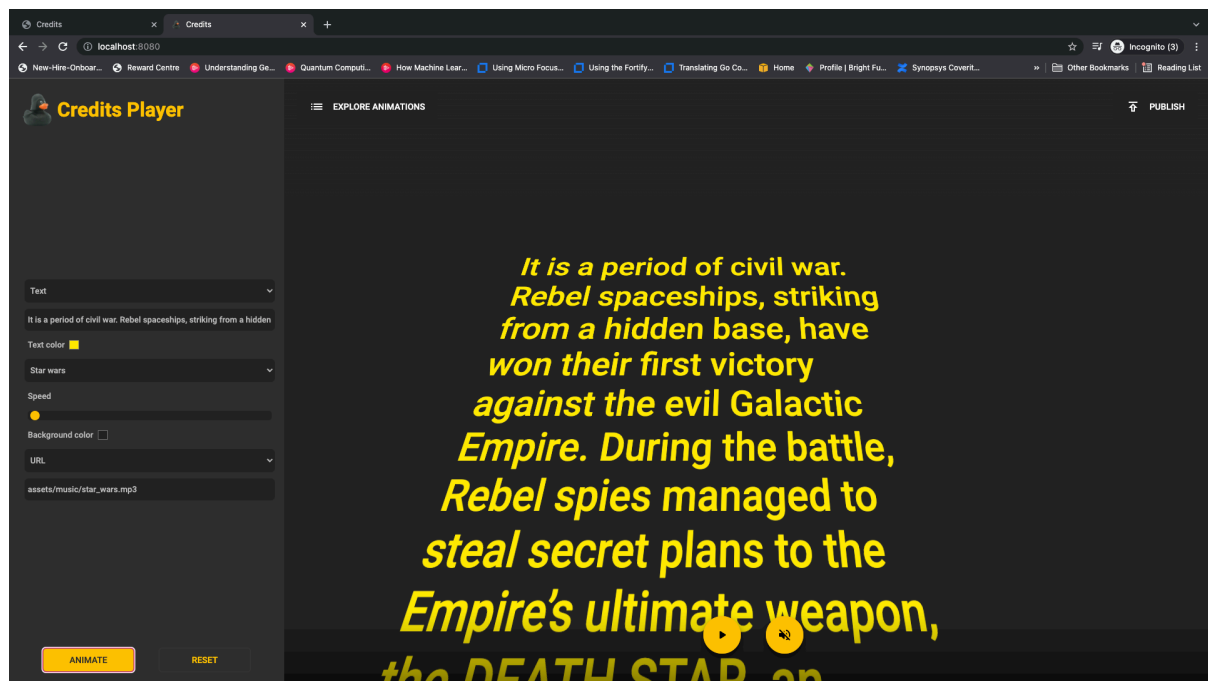 Credits
Credits
localhost:8080
Incognito (3)
New-Hire-Onboar...
Reward Centre
Understanding Ge...
Quantum Computi...
How Machine Lear...
Using Micro Focus...
Using the Fortify...
Translating Go Co...
Home
Profile | Bright Fu...
Synopsys Coverit...
»
Other Bookmarks
Reading List
Credits Player
EXPLORE ANIMATIONS
PUBLISH
Text
It is a period of civil war. Rebel spaceships, striking from a hidden
Text color
Star wars
Speed
Background color
URL
assets/music/star_wars.mp3
ANIMATE
RESET
It is a period of civil war.
Rebel spaceships, striking
from a hidden base, have
won their first victory
against the evil Galactic
Empire. During the battle,
Rebel spies managed to
steal secret plans to the
Empire's ultimate weapon,
the DEATH STAR, an